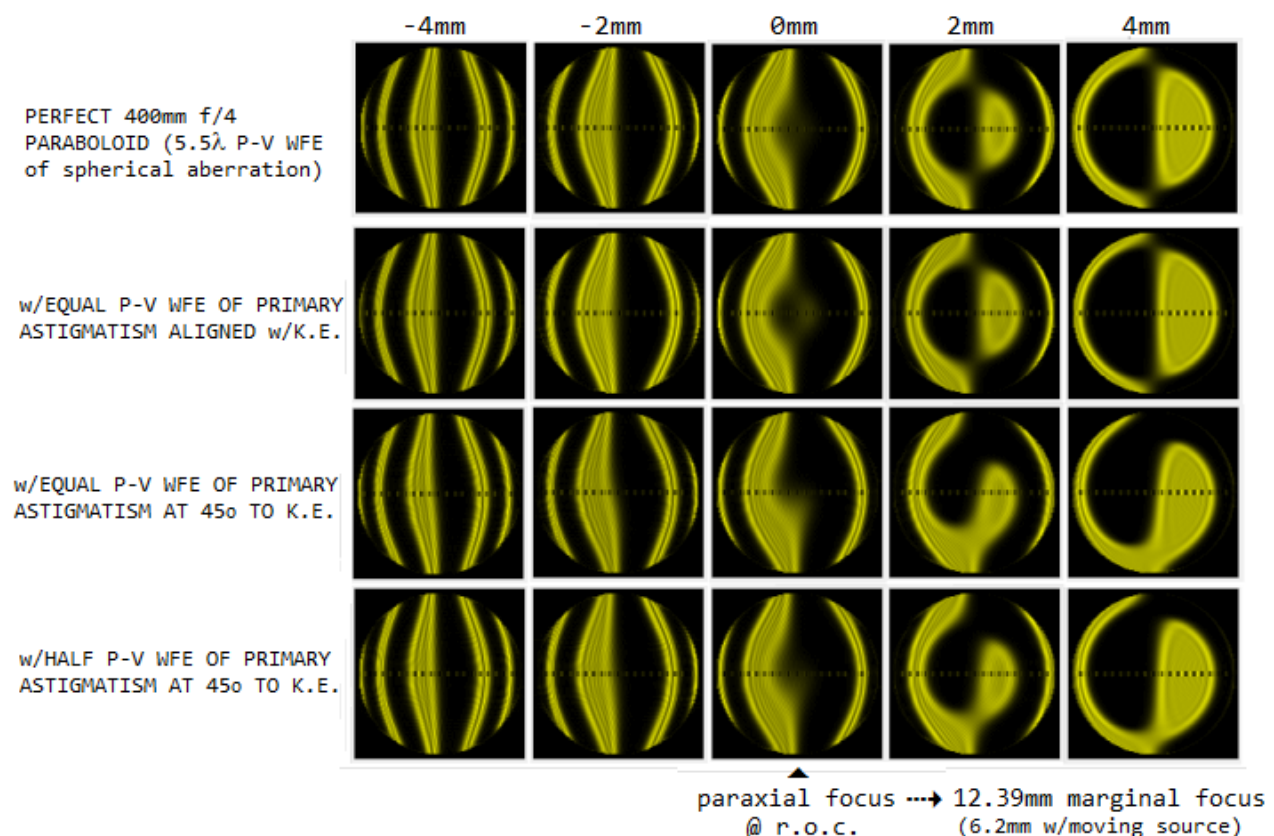 -4mm -2mm 0mm 2mm 4mm
PERFECT 400mm f/4
PARABOLOID (5.5λ P-V WFE
of spherical aberration)
w/EQUAL P-V WFE OF PRIMARY
ASTIGMATISM ALIGNED w/K.E.
w/EQUAL P-V WFE OF PRIMARY
ASTIGMATISM AT 45o TO K.E.
w/HALF P-V WFE OF PRIMARY
ASTIGMATISM AT 45o TO K.E.
paraxial focus ⇢ 12.39mm marginal focus
@ r.o.c. (6.2mm w/moving source)